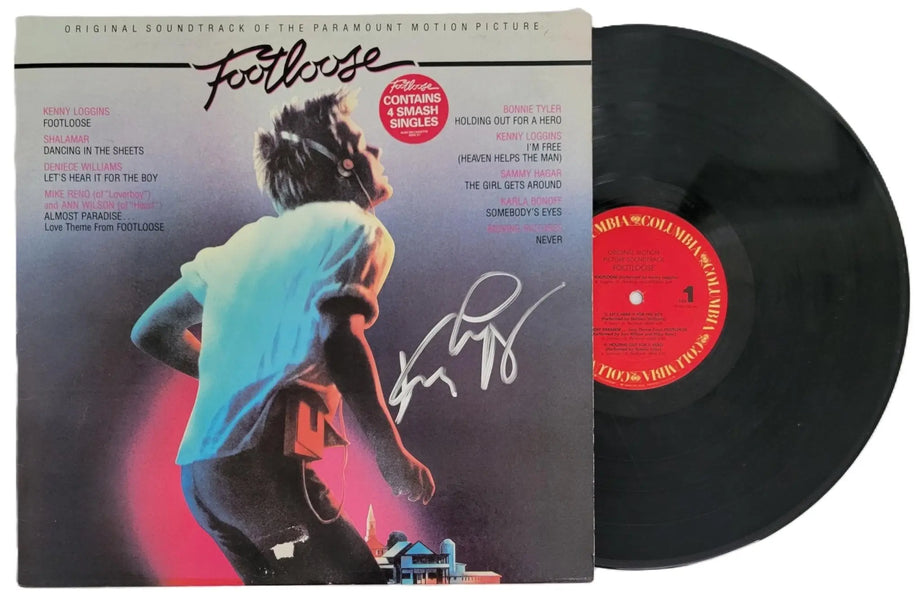 ORIGINAL SOUNDTRACK OF THE PARAMOUNT MOTION PICTURE
Footloose
KENNY LOGGINS
FOOTLOOSE
SHALAMAR
DANCING IN THE SHEETS
DENIECE WILLIAMS
LET'S HEAR IT FOR THE BOY
MIKE RENO (of "Loverboy")
and ANN WILSON (of "Heart"
ALMOST PARADISE...
Love Theme From FOOTLOOSE
Footloose
CONTAINS
4 SMASH
SINGLES
BONNIE TYLER
HOLDING OUT FOR A HERO
KENNY LOGGINS
I'M FREE
(HEAVEN HELPS THE MAN)
SAMMY HAGAR
THE GIRL GETS AROUND
KARLA BONOFF
SOMEBODY'S EYES
MOVING PICTURES
NEVER
COLUMBIA COLUMBIA COLUMBIA
ORIGINAL MOTION
PICTURE SOUNDTRACK
FOOTLOOSE
1